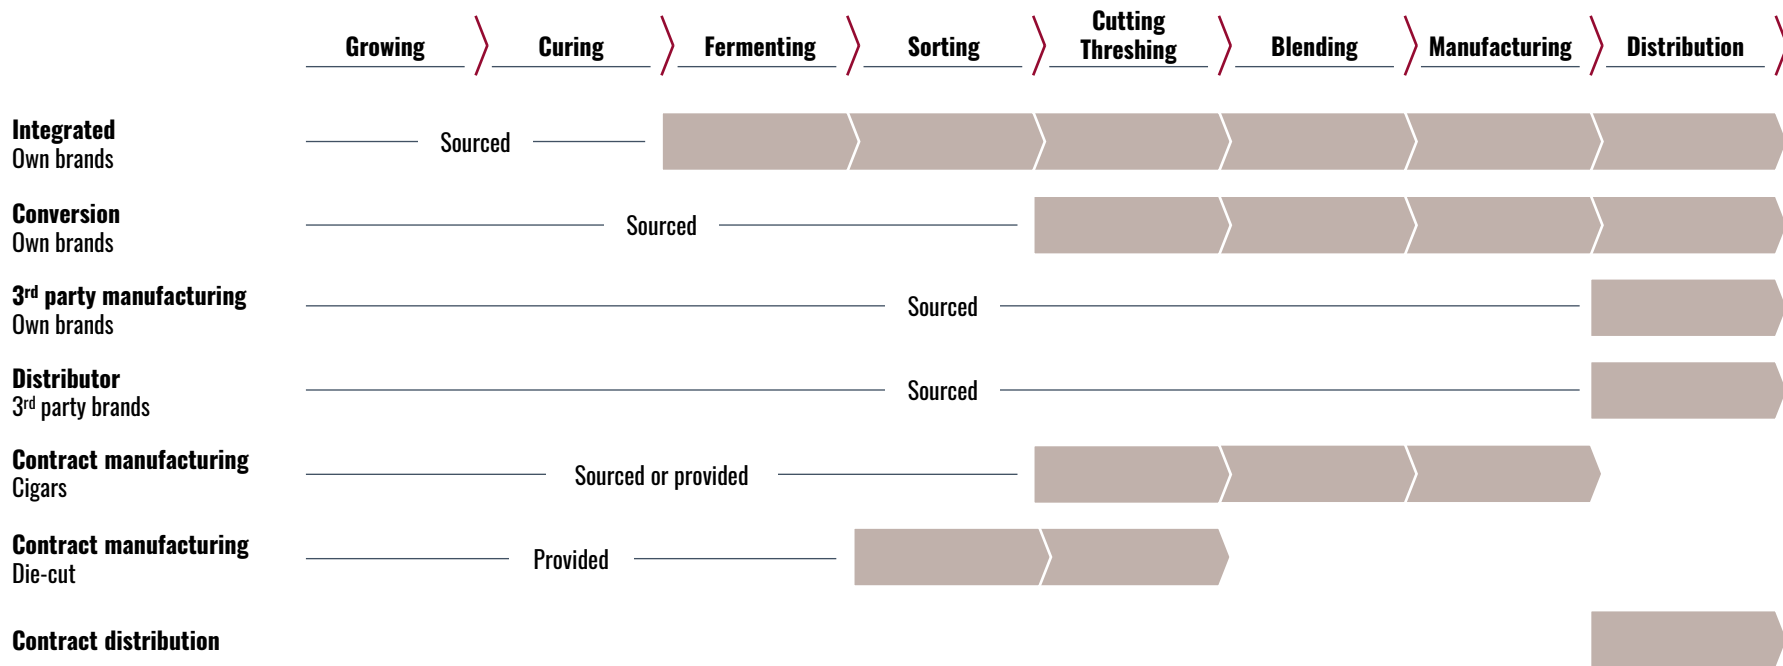 Growing
Curing
Fermenting
Sorting
Cutting
Threshing
Blending
Manufacturing
Distribution
Integrated
Own brands
Sourced
Conversion
Own brands
Sourced
3rd party manufacturing
Own brands
Sourced
Distributor
3rd party brands
Sourced
Contract manufacturing
Cigars
Sourced or provided
Contract manufacturing
Die-cut
Provided
Contract distribution